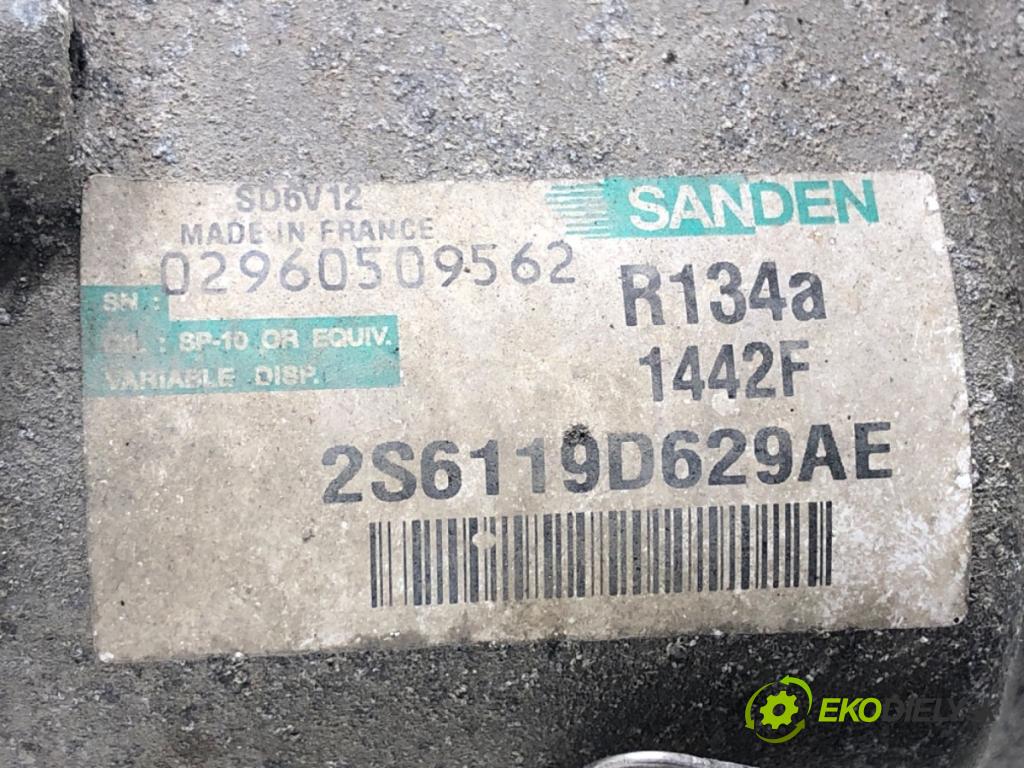 SD6V12
SANDEN
MADE IN FRANCE
SN : 02960509562
R134a
OIL : SP-10 OR EQUIV.
1442F
VARIABLE DISP.
2S6119D629AE
EKODIELY